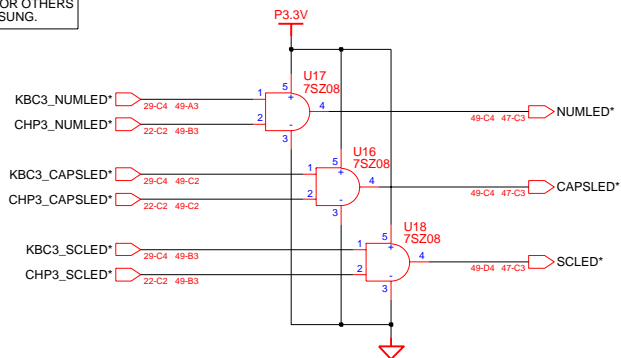 OR OTHERS
SUNG.
P3.3V
U17
7SZ08
KBC3_NUMLED* 29-C4 49-A3 1 5 + 4 49-C4 47-C3 NUMLED*
CHP3_NUMLED* 22-C2 49-B3 2 - 3
U16
7SZ08
KBC3_CAPSLED* 29-C4 49-C2 1 5 + 4 49-C4 47-C3 CAPSLED*
CHP3_CAPSLED* 22-C2 49-C2 2 - 3
U18
7SZ08
KBC3_SCLED* 29-C4 49-B3 1 5 + 4 49-D4 47-C3 SCLED*
CHP3_SCLED* 22-C2 49-B3 2 - 3